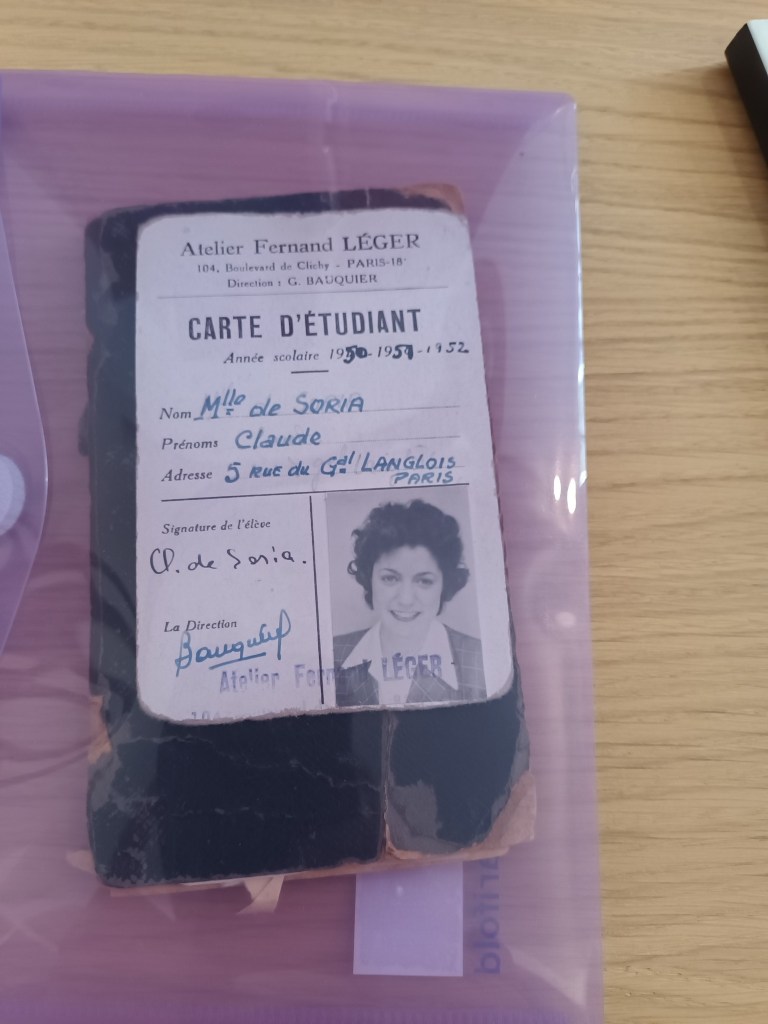 Atelier Fernand LÉGER
104, Boulevard de Clichy - PARIS-18ᵉ
Direction : G. BAUQUIER
CARTE D'ÉTUDIANT
Année scolaire 1950-1951-1952
Nom Mlle de SORIA
Prénoms Claude
Adresse 5 RUE du Gal LANGLOIS
PARIS
Signature de l'élève
Cl. de Soria.
La Direction
Bauquier
Atelier Fernand LÉGER